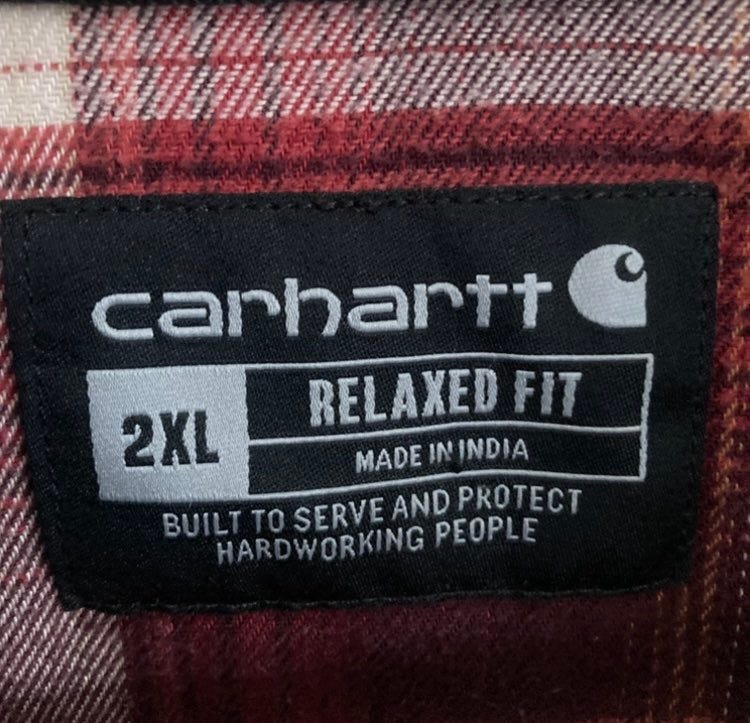 carhartt
2XL
RELAXED FIT
MADE IN INDIA
BUILT TO SERVE AND PROTECT
HARDWORKING PEOPLE